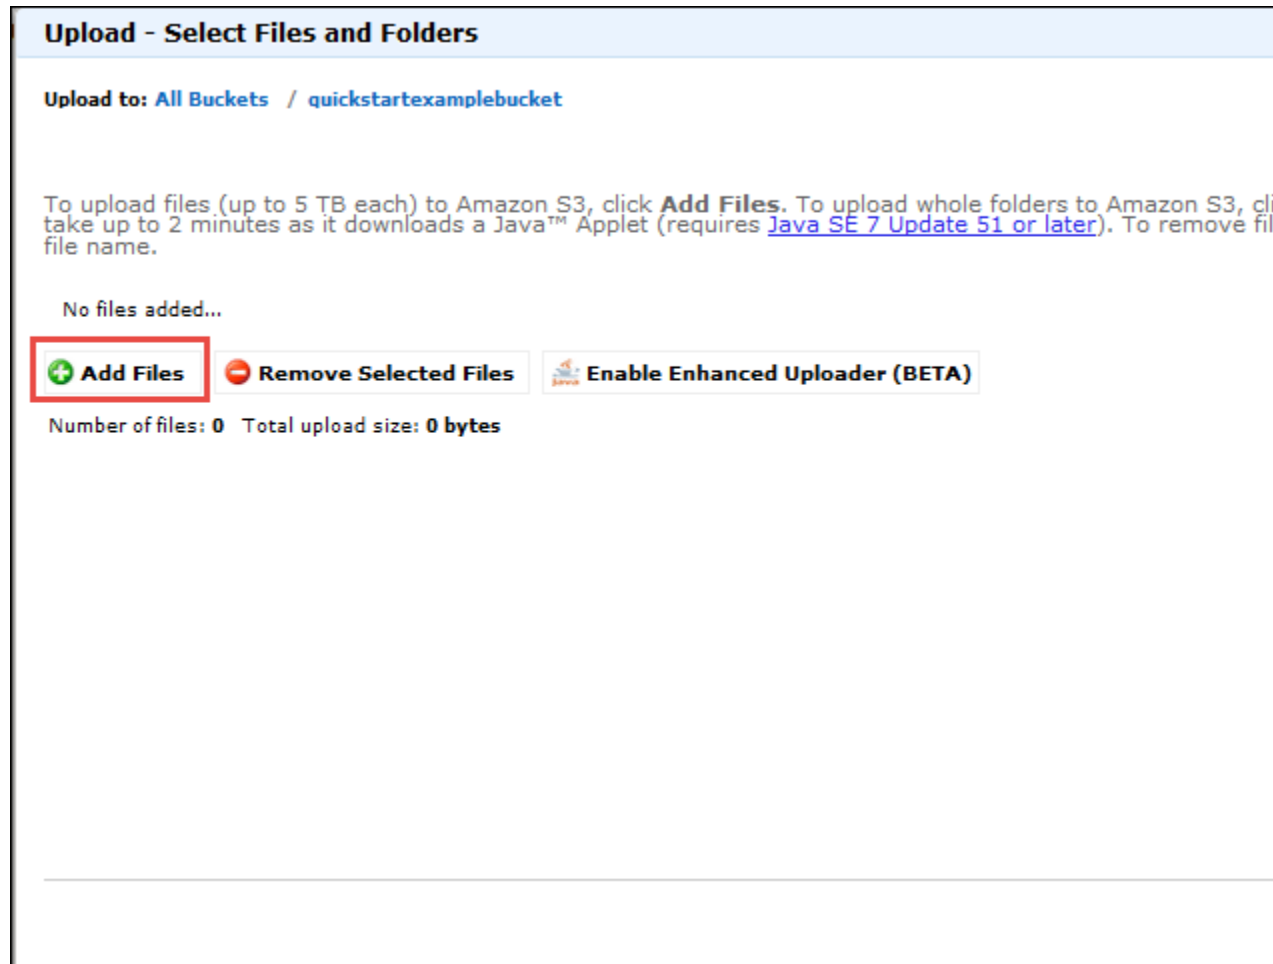 Upload - Select Files and Folders
Upload to: All Buckets / quickstartexamplebucket
To upload files (up to 5 TB each) to Amazon S3, click Add Files. To upload whole folders to Amazon S3, cli
take up to 2 minutes as it downloads a Java™ Applet (requires Java SE 7 Update 51 or later). To remove fil
file name.
No files added...
Add Files Remove Selected Files Java Enable Enhanced Uploader (BETA)
Number of files: 0 Total upload size: 0 bytes